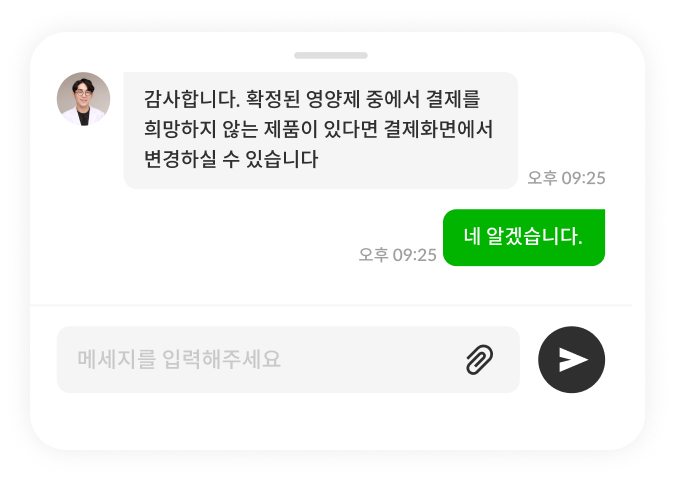 감사합니다. 확정된 영양제 중에서 결제를
희망하지 않는 제품이 있다면 결제화면에서
변경하실 수 있습니다
오후 09:25
네 알겠습니다.
오후 09:25
메세지를 입력해주세요